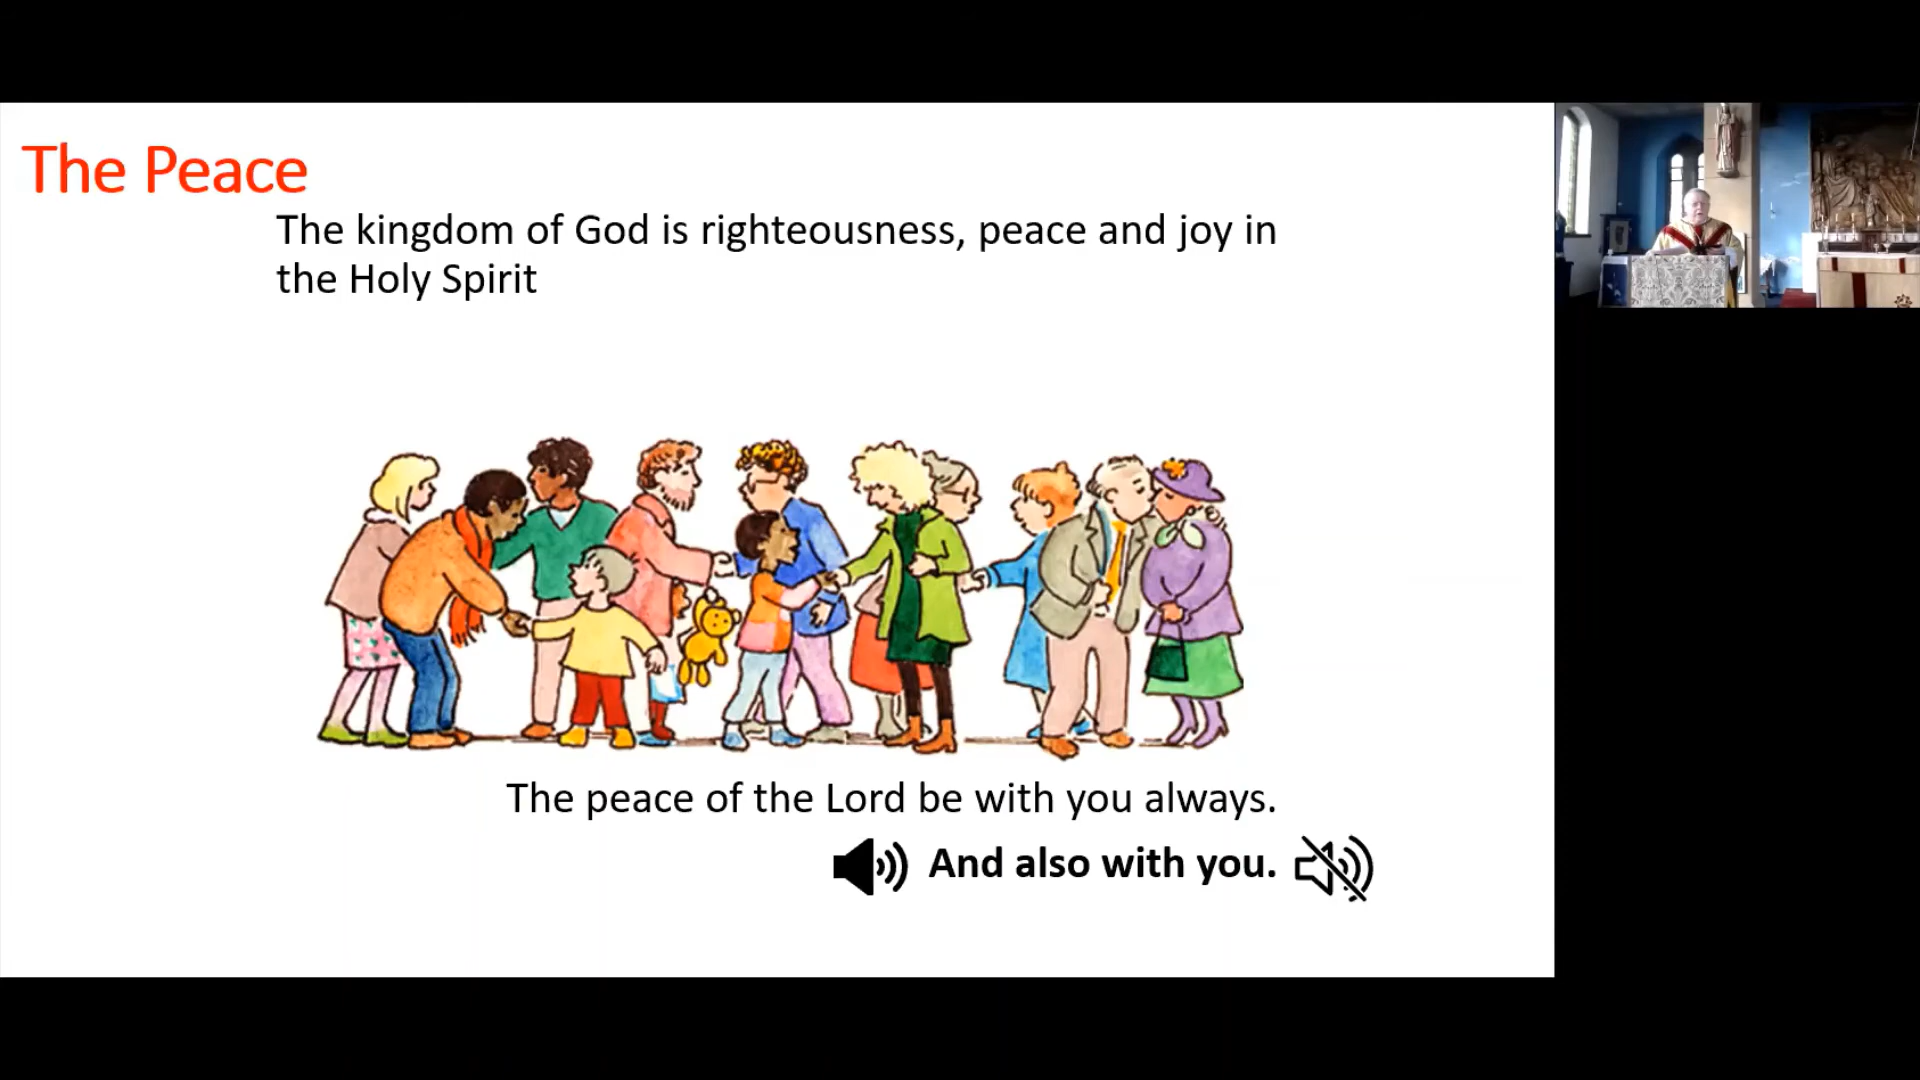 The Peace
The kingdom of God is righteousness, peace and joy in
the Holy Spirit
The peace of the Lord be with you always.
And also with you.